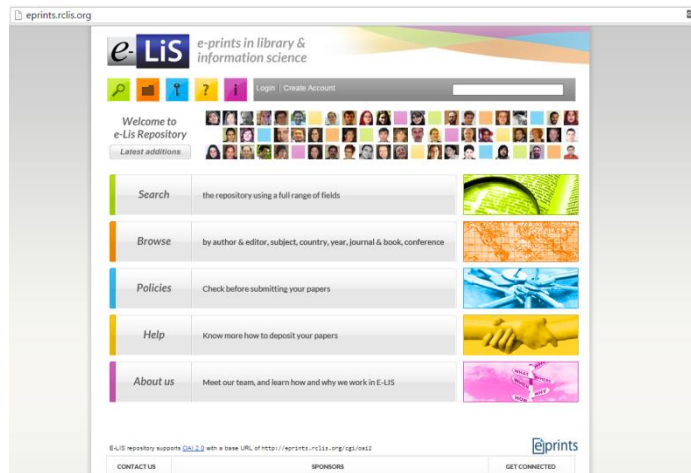 eprints.rclis.org
e-LiS
e-prints in library &
information science
?
i
Login | Create Account
Welcome to
e-Lis Repository
Latest additions
Search
the repository using a full range of fields
Browse
by author & editor, subject, country, year, journal & book, conference
Policies
Check before submitting your papers
Help
Know more how to deposit your papers
About us
Meet our team, and learn how and why we work in E-LIS
E-LIS repository supports OAI 2.0 with a base URL of http://eprints.rclis.org/cgi/oai2
eprints
CONTACT US
SPONSORS
GET CONNECTED